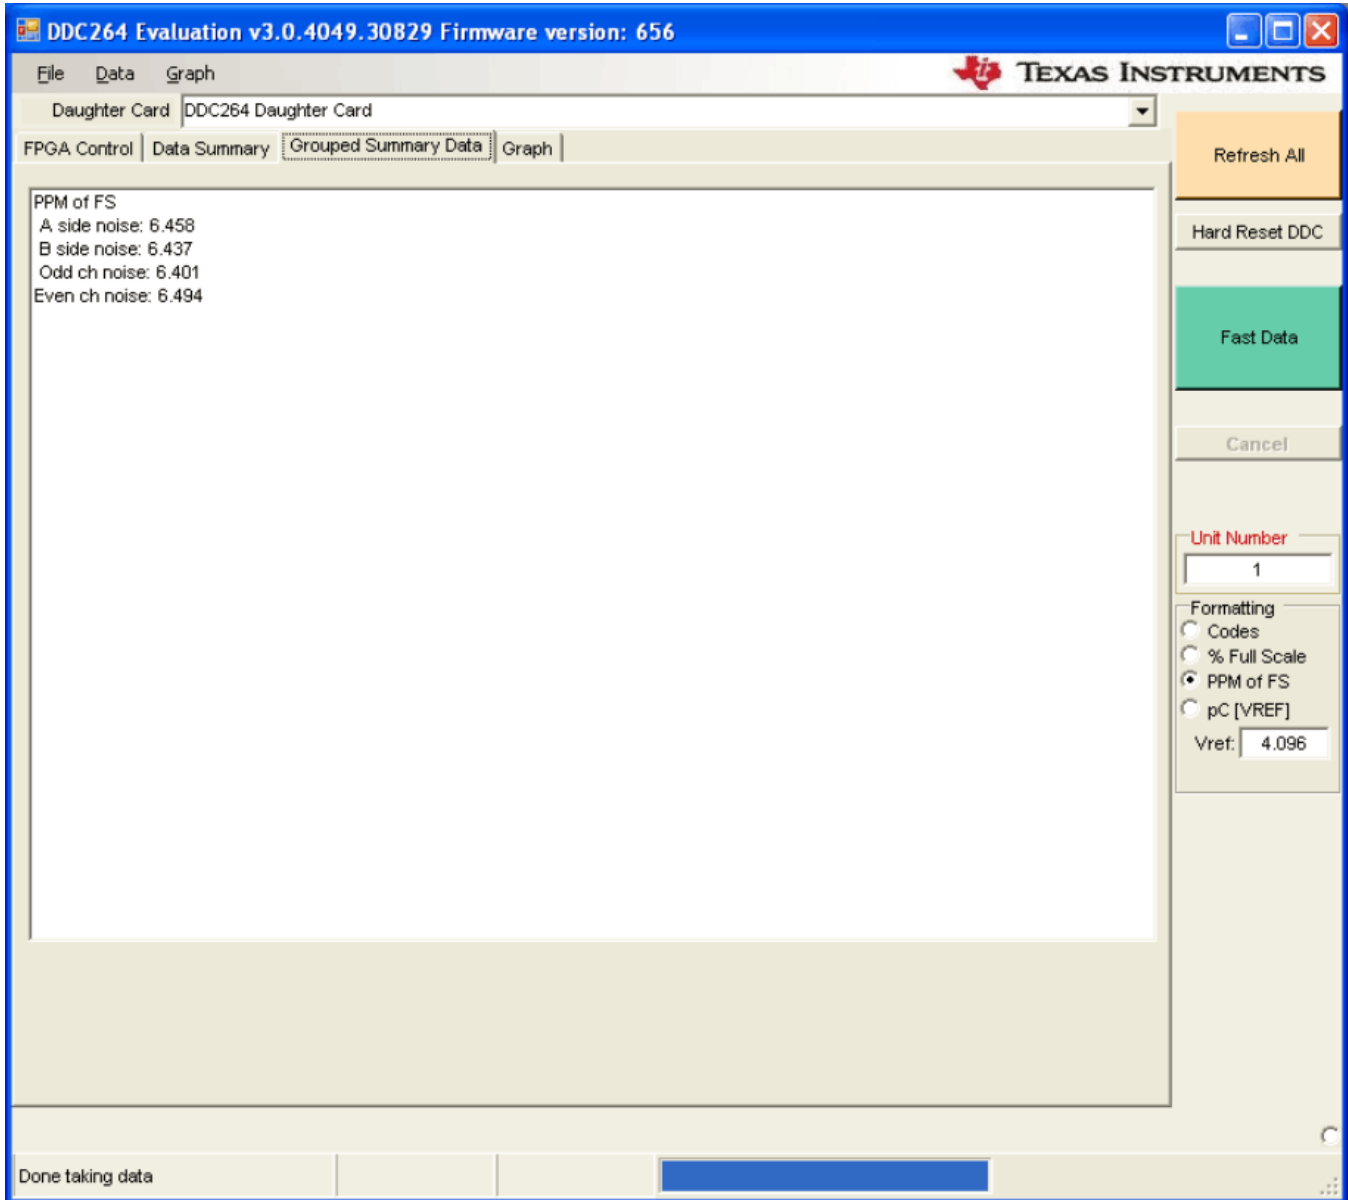 DDC264 Evaluation v3.0.4049.30829 Firmware version: 656
File Data Graph
TEXAS INSTRUMENTS
Daughter Card DDC264 Daughter Card
FPGA Control Data Summary Grouped Summary Data Graph
PPM of FS
A side noise: 6.458
B side noise: 6.437
Odd ch noise: 6.401
Even ch noise: 6.494
Refresh All
Hard Reset DDC
Fast Data
Cancel
Unit Number
1
Formatting
Codes
% Full Scale
PPM of FS
pC [VREF]
Vref: 4.096
Done taking data